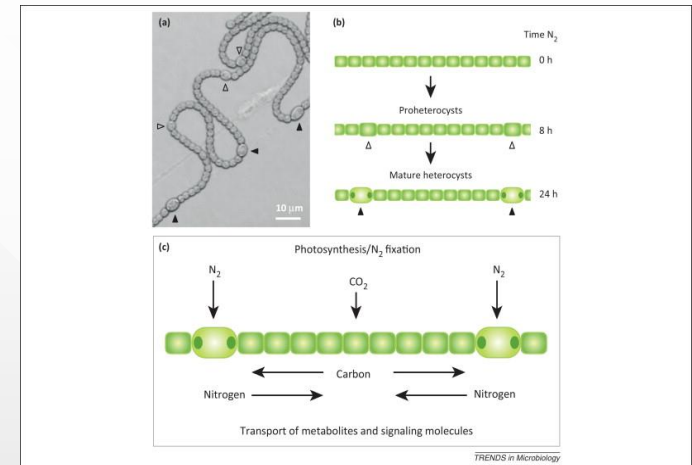 (a)
10 μm
(b)
Time N₂
0 h
Proheterocysts
8 h
Mature heterocysts
24 h
(c)
Photosynthesis/N₂ fixation
N₂
CO₂
N₂
Carbon
Nitrogen
Nitrogen
Transport of metabolites and signaling molecules
TRENDS in Microbiology